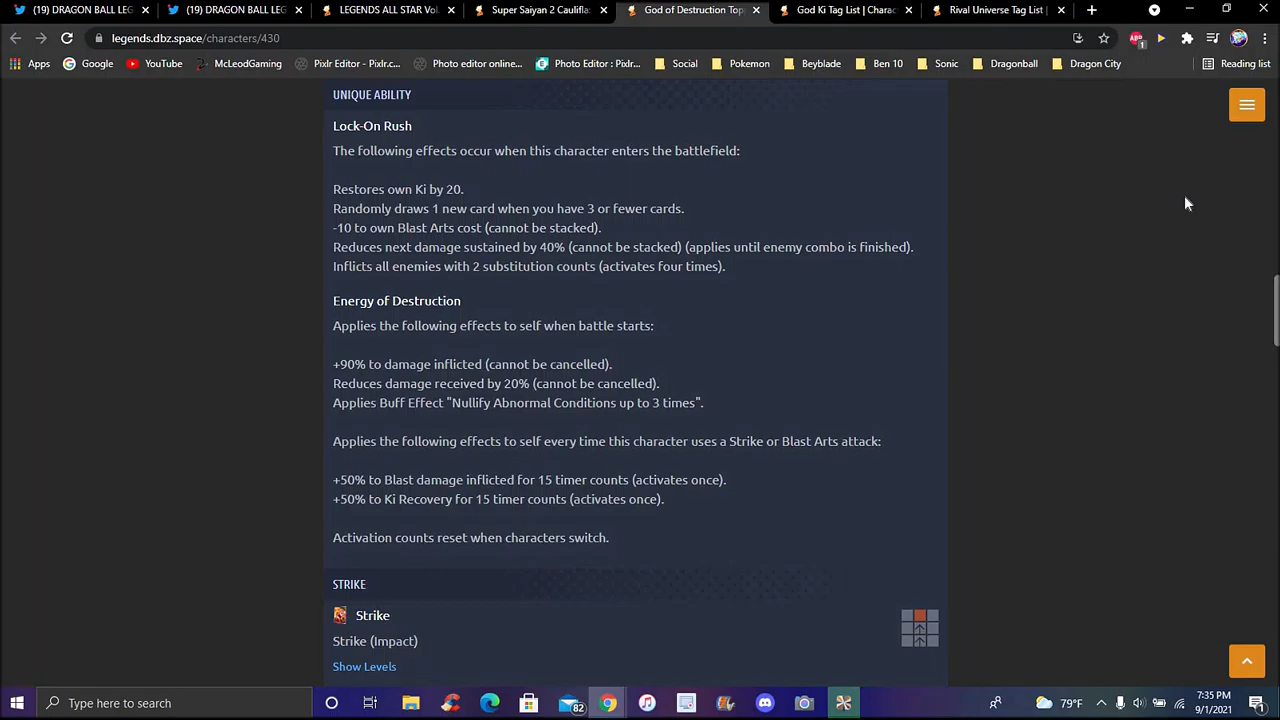 (19) DRAGON BALL LEG
(19) DRAGON BALL LEG
LEGENDS ALL STAR Vol.
Super Saiyan 2 Caulifla
God of Destruction Topp
God Ki Tag List | Charac
Rival Universe Tag List |
legends.dbz.space/characters/430
1
Apps
Google
YouTube
McLeodGaming
Pixlr Editor - Pixlr.c...
Photo editor online...
Photo Editor : Pixlr...
Social
Pokemon
Beyblade
Ben 10
Sonic
Dragonball
Dragon City
Reading list
UNIQUE ABILITY
Lock-On Rush
The following effects occur when this character enters the battlefield:
Restores own Ki by 20.
Randomly draws 1 new card when you have 3 or fewer cards.
-10 to own Blast Arts cost (cannot be stacked).
Reduces next damage sustained by 40% (cannot be stacked) (applies until enemy combo is finished).
Inflicts all enemies with 2 substitution counts (activates four times).
Energy of Destruction
Applies the following effects to self when battle starts:
+90% to damage inflicted (cannot be cancelled).
Reduces damage received by 20% (cannot be cancelled).
Applies Buff Effect "Nullify Abnormal Conditions up to 3 times".
Applies the following effects to self every time this character uses a Strike or Blast Arts attack:
+50% to Blast damage inflicted for 15 timer counts (activates once).
+50% to Ki Recovery for 15 timer counts (activates once).
Activation counts reset when characters switch.
STRIKE
Strike
Strike (Impact)
Show Levels
Type here to search
82
79°F
7:35 PM
9/1/2021
1